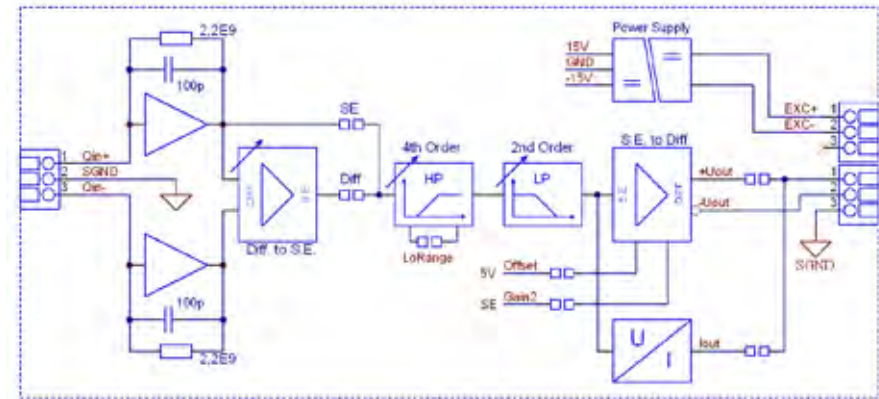 2,2E9
100p
Power Supply
15V
GND
-15V
EXC+
EXC-
1
2
3
SE
4th Order
2nd Order
S.E. to Diff
1 Qin+
2 SGND
3 Qin-
Diff
HP
LP
+Uout
-Uout
1
2
3
Diff. to S.E.
LoRange
SGND
5V Offset
SE Gain2
100p
2,2E9
U
I
Iout